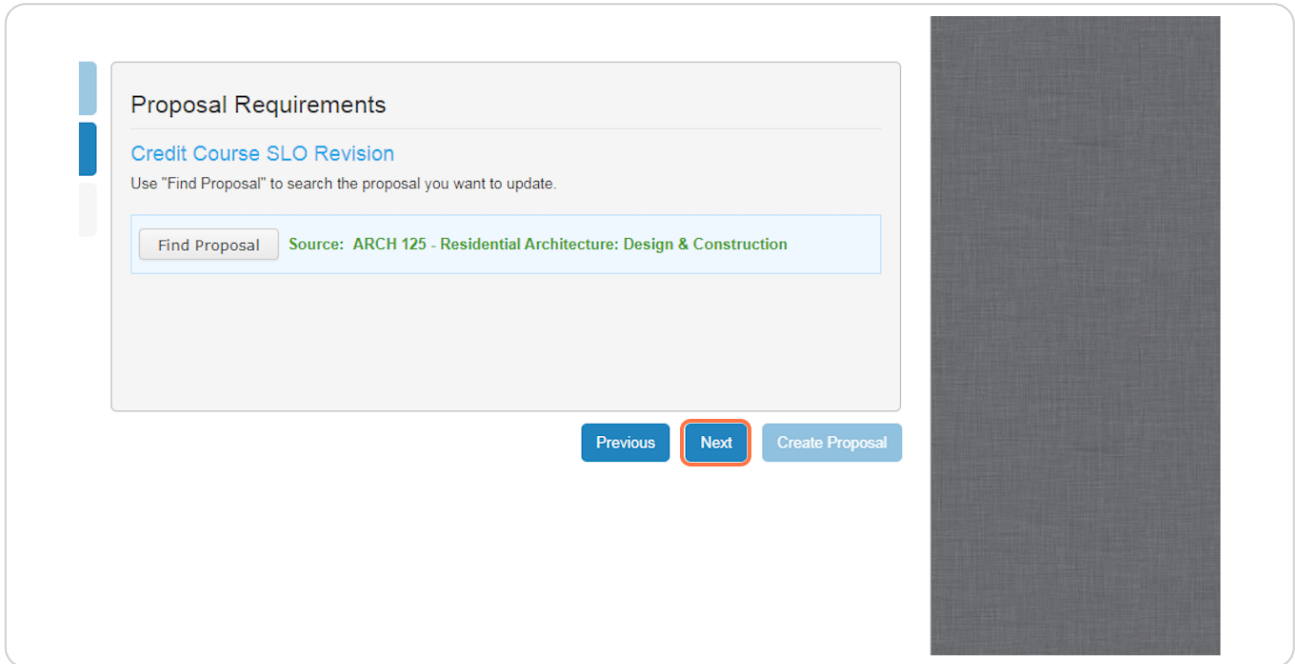 Proposal Requirements
Credit Course SLO Revision
Use "Find Proposal" to search the proposal you want to update.
Find Proposal Source: ARCH 125 - Residential Architecture: Design & Construction
Previous Next Create Proposal